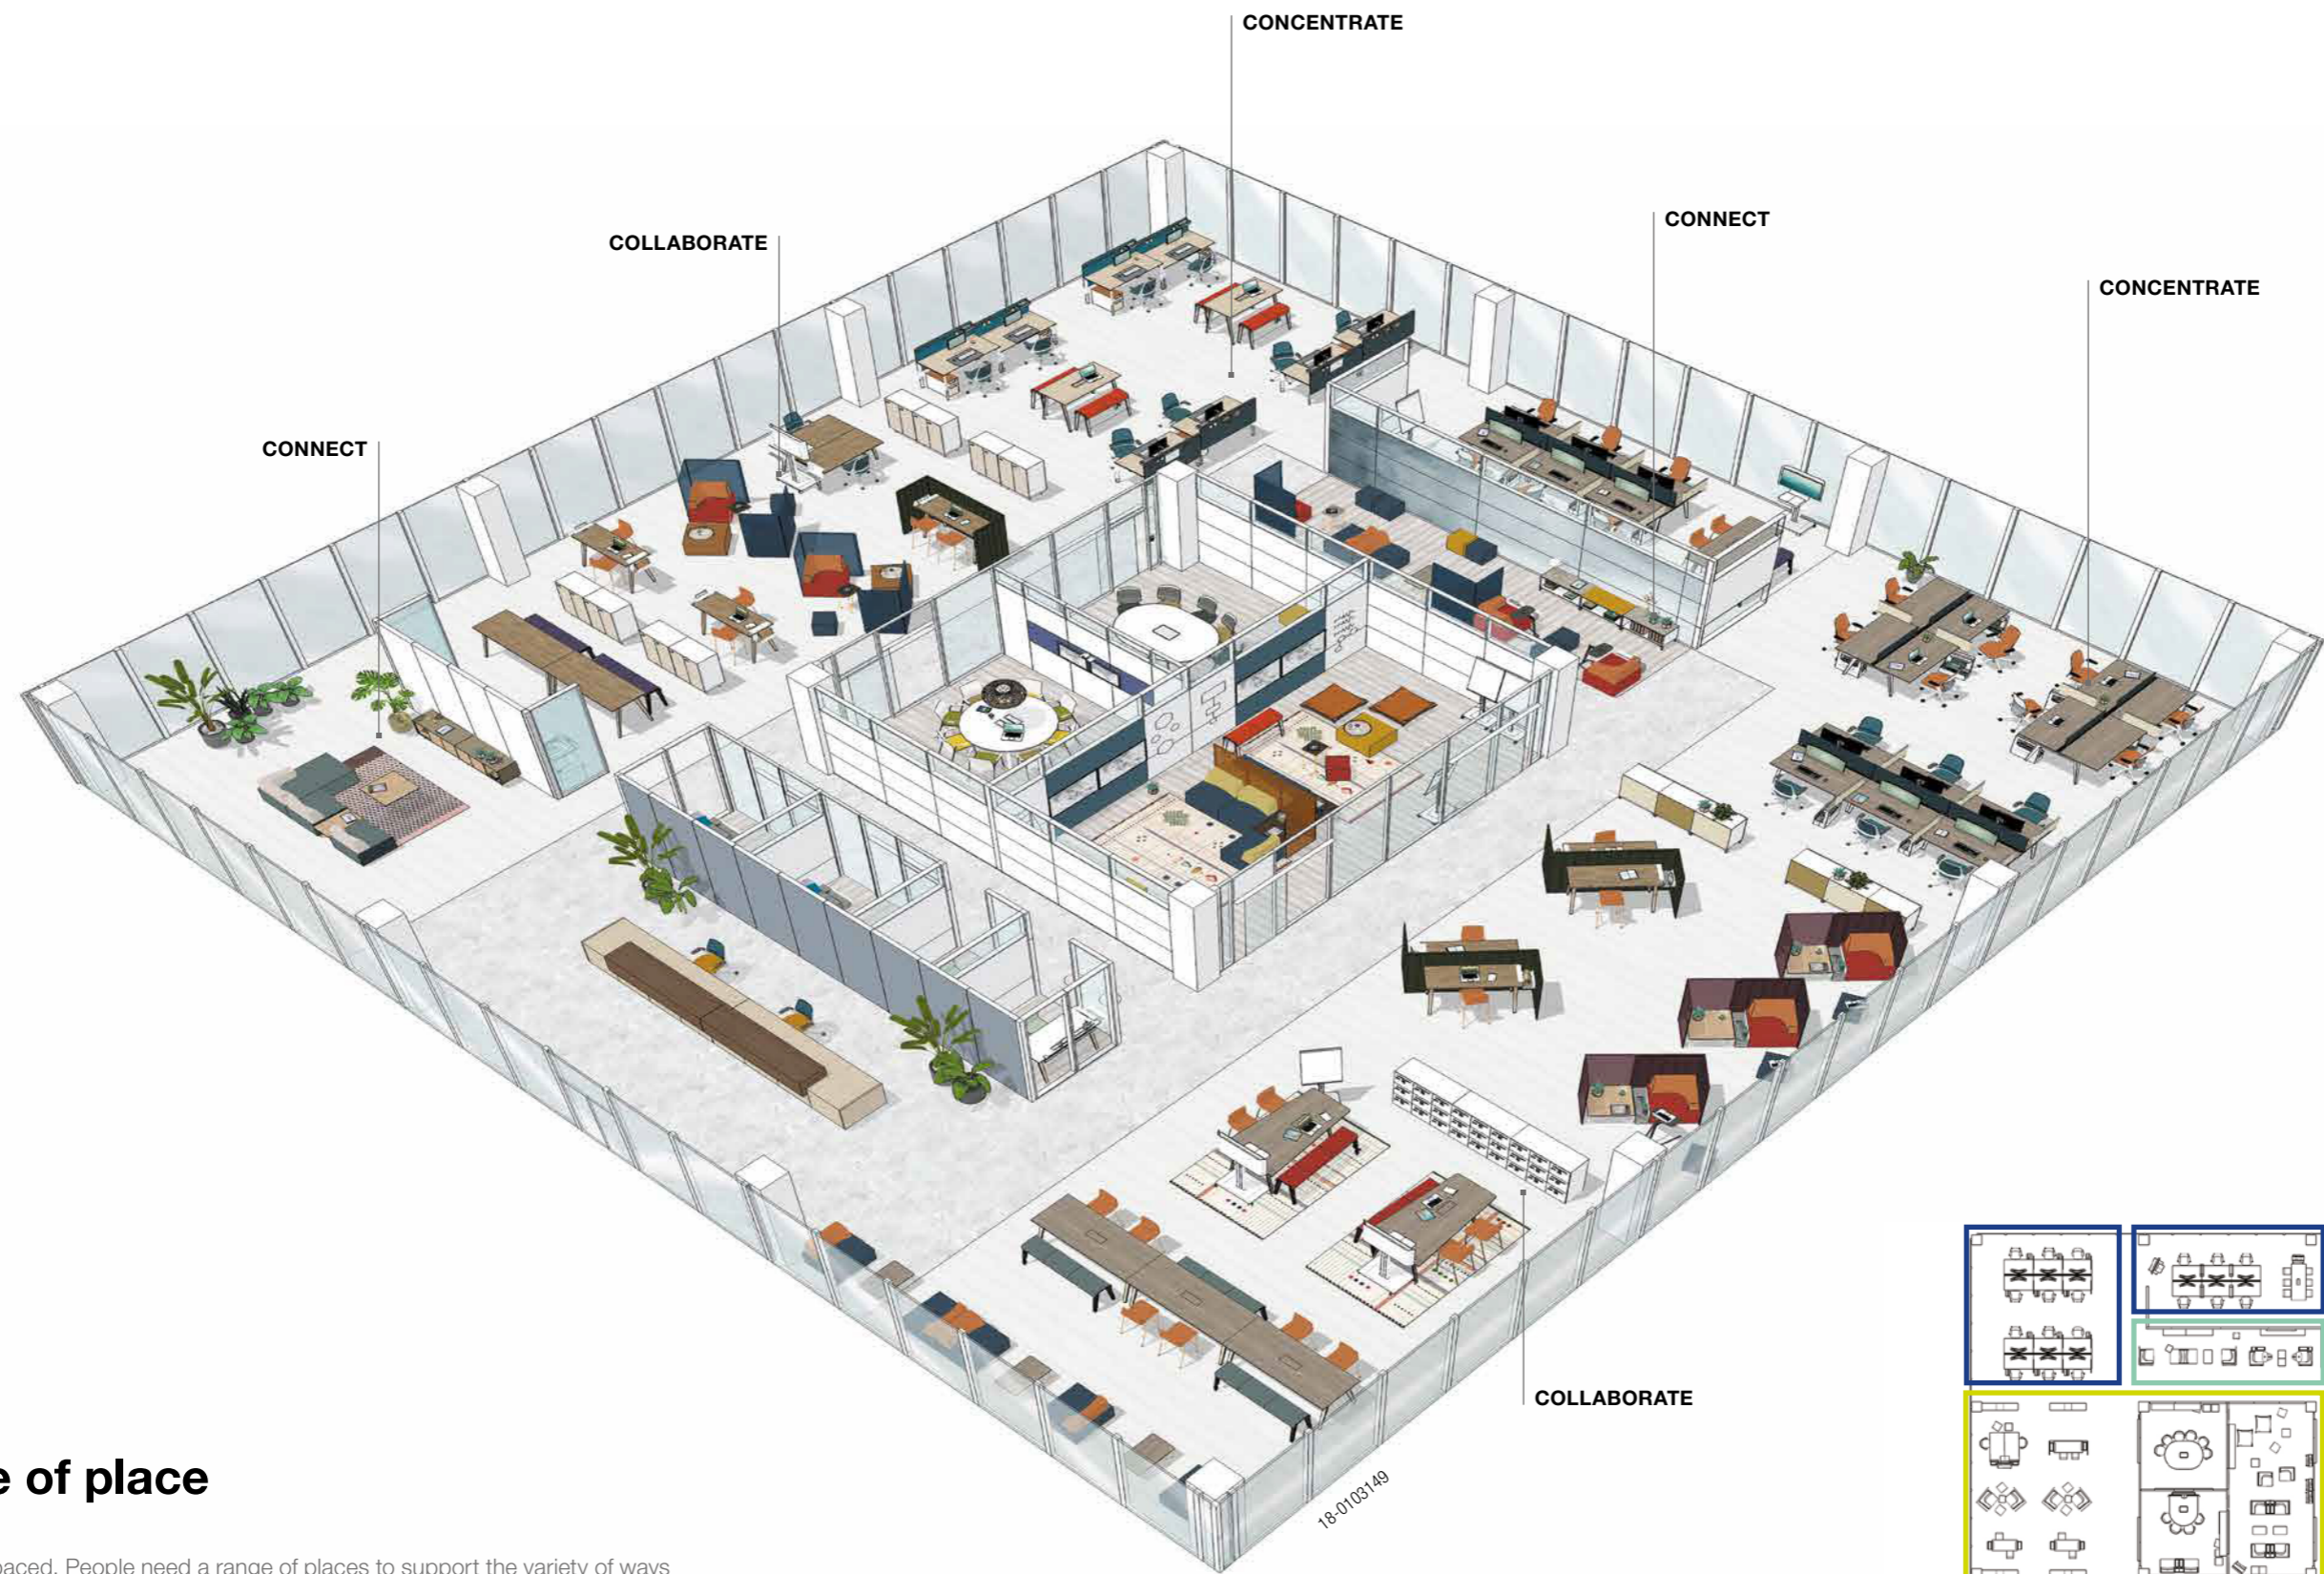 CONCENTRATE
CONNECT
COLLABORATE
CONCENTRATE
CONNECT
COLLABORATE
18-0103149
of place
People need a range of places to support the variety of ways